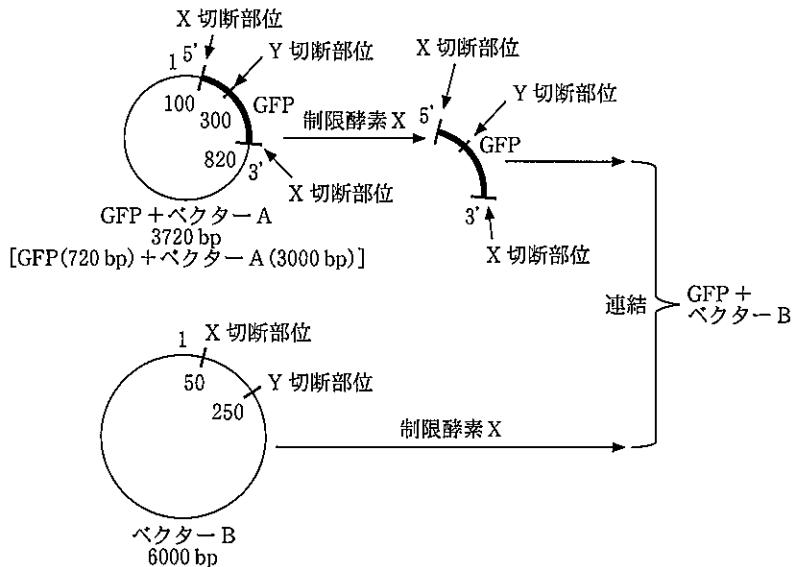 X 切断部位
1 5'
Y 切断部位
100
300
GFP
820
3'
X 切断部位
GFP+ベクター A
3720 bp
[GFP(720 bp)+ベクター A (3000 bp)]
制限酵素 X
X 切断部位
5'
Y 切断部位
GFP
3'
X 切断部位
連結
GFP+
ベクター B
1
X 切断部位
50
Y 切断部位
250
制限酵素 X
ベクター B
6000 bp